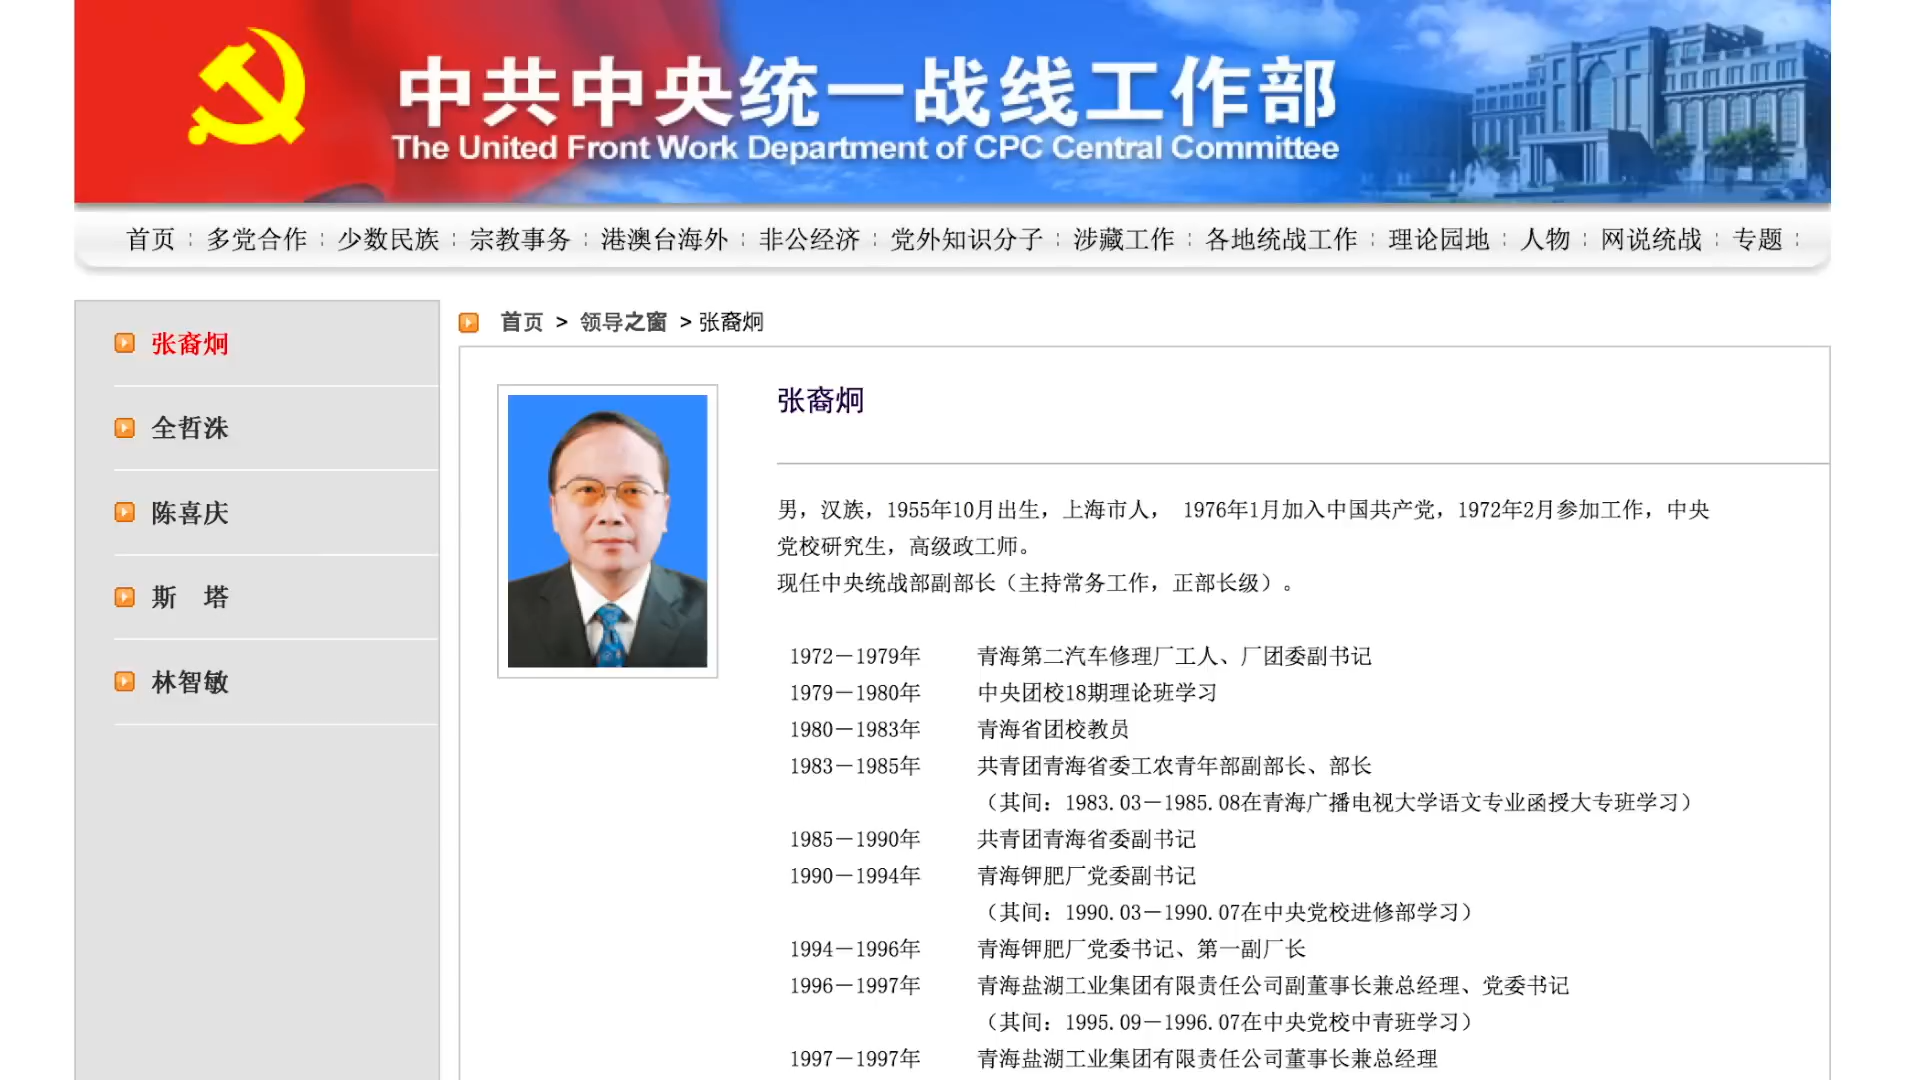 中共中央统一战线工作部
The United Front Work Department of CPC Central Committee
首页 ¦ 多党合作 ¦ 少数民族 ¦ 宗教事务 ¦ 港澳台海外 ¦ 非公经济 ¦ 党外知识分子 ¦ 涉藏工作 ¦ 各地统战工作 ¦ 理论园地 ¦ 人物 ¦ 网说统战 ¦ 专题 ¦
张裔炯
全哲洙
陈喜庆
斯　塔
林智敏
首页 > 领导之窗 > 张裔炯
张裔炯
男，汉族，1955年10月出生，上海市人， 1976年1月加入中国共产党，1972年2月参加工作，中央
党校研究生，高级政工师。
现任中央统战部副部长（主持常务工作，正部长级）。
1972－1979年 青海第二汽车修理厂工人、厂团委副书记
1979－1980年 中央团校18期理论班学习
1980－1983年 青海省团校教员
1983－1985年 共青团青海省委工农青年部副部长、部长
（其间：1983.03－1985.08在青海广播电视大学语文专业函授大专班学习）
1985－1990年 共青团青海省委副书记
1990－1994年 青海钾肥厂党委副书记
（其间：1990.03－1990.07在中央党校进修部学习）
1994－1996年 青海钾肥厂党委书记、第一副厂长
1996－1997年 青海盐湖工业集团有限责任公司副董事长兼总经理、党委书记
（其间：1995.09－1996.07在中央党校中青班学习）
1997－1997年 青海盐湖工业集团有限责任公司董事长兼总经理